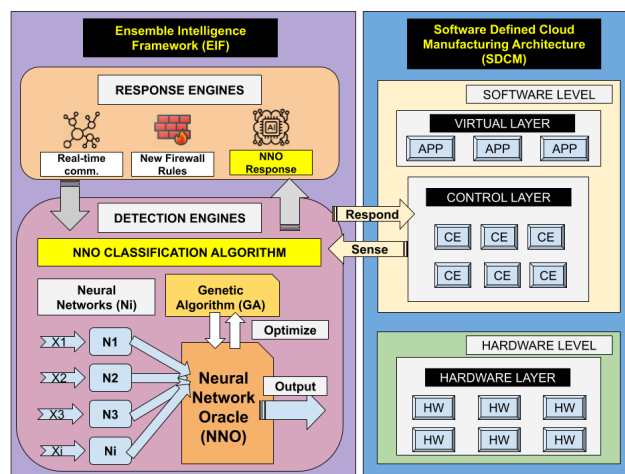 Ensemble Intelligence
Framework (EIF)
RESPONSE ENGINES
AI
Real-time
comm.
New Firewall
Rules
NNO
Response
DETECTION ENGINES
NNO CLASSIFICATION ALGORITHM
Neural
Networks (Ni)
Genetic
Algorithm (GA)
Optimize
X1
N1
X2
N2
X3
N3
Xi
Ni
Neural
Network
Oracle
(NNO)
Output
Respond
Sense
Software Defined Cloud
Manufacturing Architecture
(SDCM)
SOFTWARE LEVEL
VIRTUAL LAYER
APP APP APP
CONTROL LAYER
CE CE CE
CE CE CE
HARDWARE LEVEL
HARDWARE LAYER
HW HW HW
HW HW HW